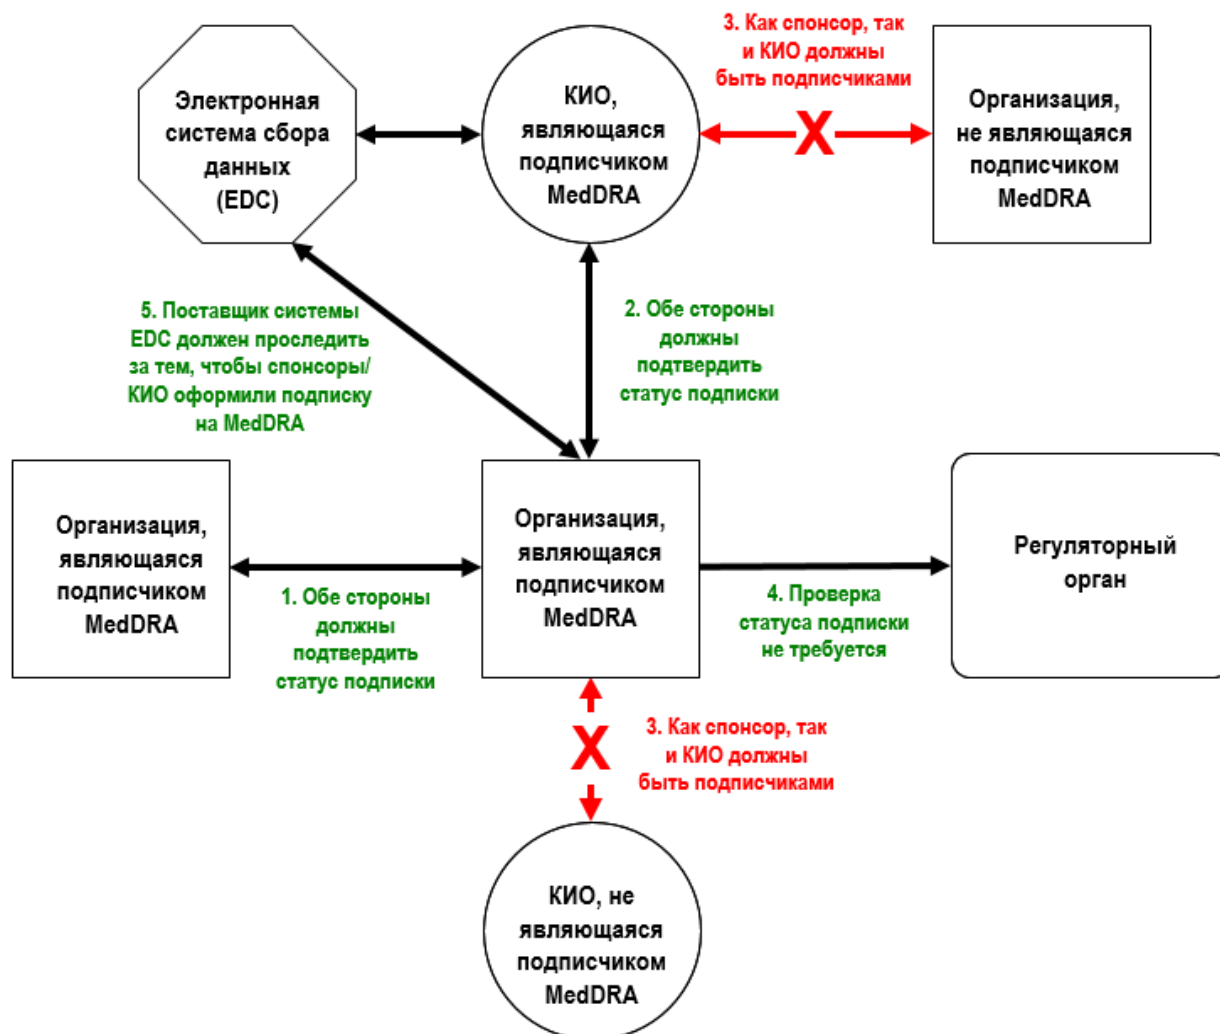 3. Как спонсор, так
и КИО должны
быть подписчиками
Электронная
система сбора
данных
(EDC)
КИО,
являющаяся
подписчиком
MedDRA
Организация,
не являющаяся
подписчиком
MedDRA
5. Поставщик системы
EDC должен проследить
за тем, чтобы спонсоры/
КИО оформили подписку
на MedDRA
2. Обе стороны
должны
подтвердить
статус подписки
Организация,
являющаяся
подписчиком
MedDRA
1. Обе стороны
должны
подтвердить
статус подписки
Организация,
являющаяся
подписчиком
MedDRA
4. Проверка
статуса подписки
не требуется
Регуляторный
орган
3. Как спонсор, так
и КИО должны
быть подписчиками
КИО, не
являющаяся
подписчиком
MedDRA